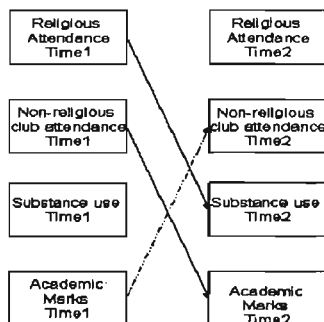 Religious
Attendance
Time1
Religious
Attendance
Time2
Non-religious
club attendance
Time1
Non-religious
club attendance
Time2
Substance use
Time1
Substance use
Time2
Academic
Marks
Time1
Academic
Marks
Time2